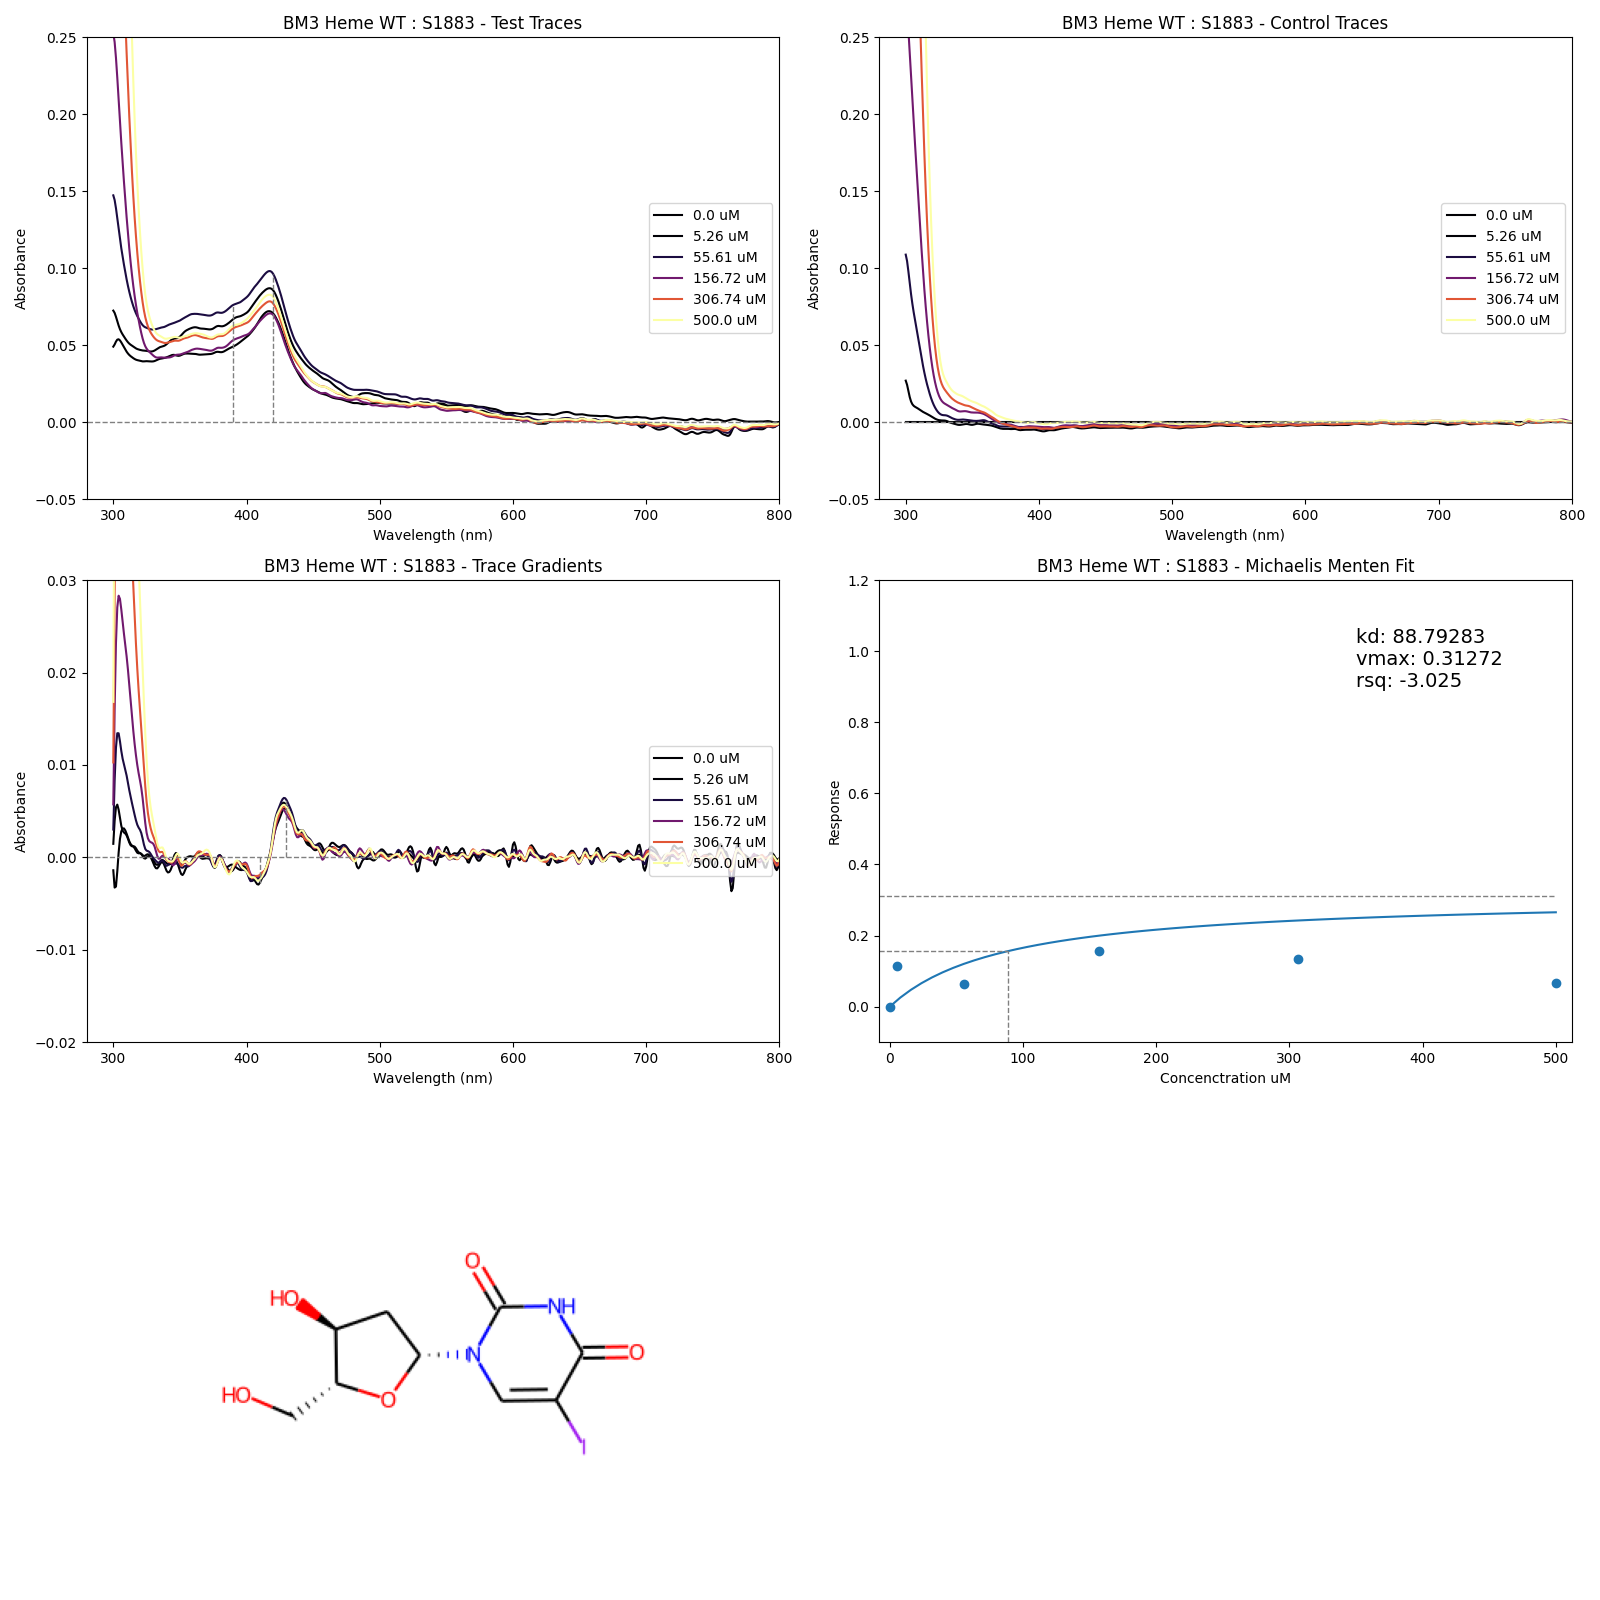 BM3 Heme WT : S1883 - Test Traces
Absorbance
0.25
0.20
0.15
0.10
0.05
0.00
−0.05
300
400
500
600
700
800
Wavelength (nm)
0.0 uM
5.26 uM
55.61 uM
156.72 uM
306.74 uM
500.0 uM
BM3 Heme WT : S1883 - Control Traces
Absorbance
0.25
0.20
0.15
0.10
0.05
0.00
−0.05
300
400
500
600
700
800
Wavelength (nm)
0.0 uM
5.26 uM
55.61 uM
156.72 uM
306.74 uM
500.0 uM
BM3 Heme WT : S1883 - Trace Gradients
Absorbance
0.03
0.02
0.01
0.00
−0.01
−0.02
300
400
500
600
700
800
Wavelength (nm)
0.0 uM
5.26 uM
55.61 uM
156.72 uM
306.74 uM
500.0 uM
BM3 Heme WT : S1883 - Michaelis Menten Fit
Response
1.2
1.0
0.8
0.6
0.4
0.2
0.0
0
100
200
300
400
500
Concenctration uM
kd: 88.79283
vmax: 0.31272
rsq: -3.025
O
HO
NH
N
O
HO
O
I